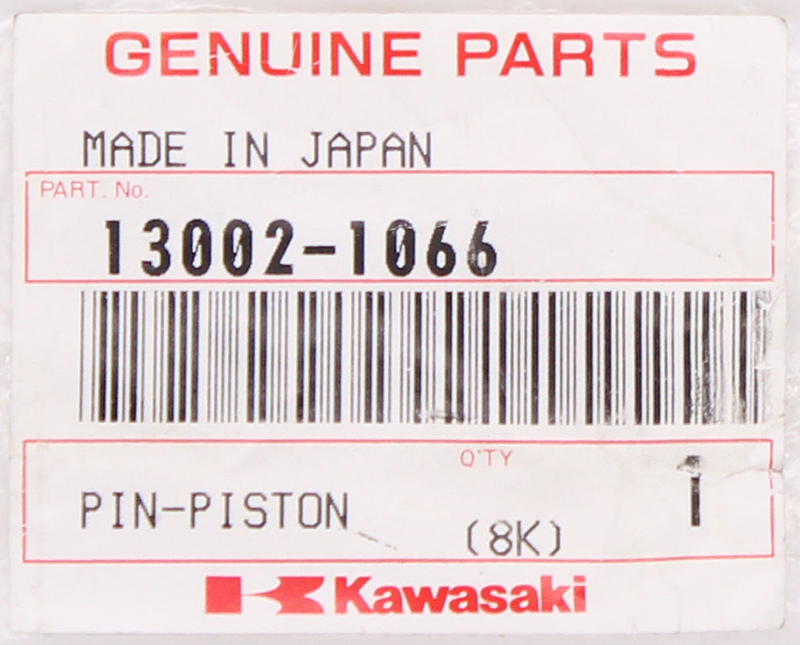 GENUINE PARTS
MADE IN JAPAN
PART. No.
13002-1066
Q'TY
PIN-PISTON
1
(8K)
Kawasaki